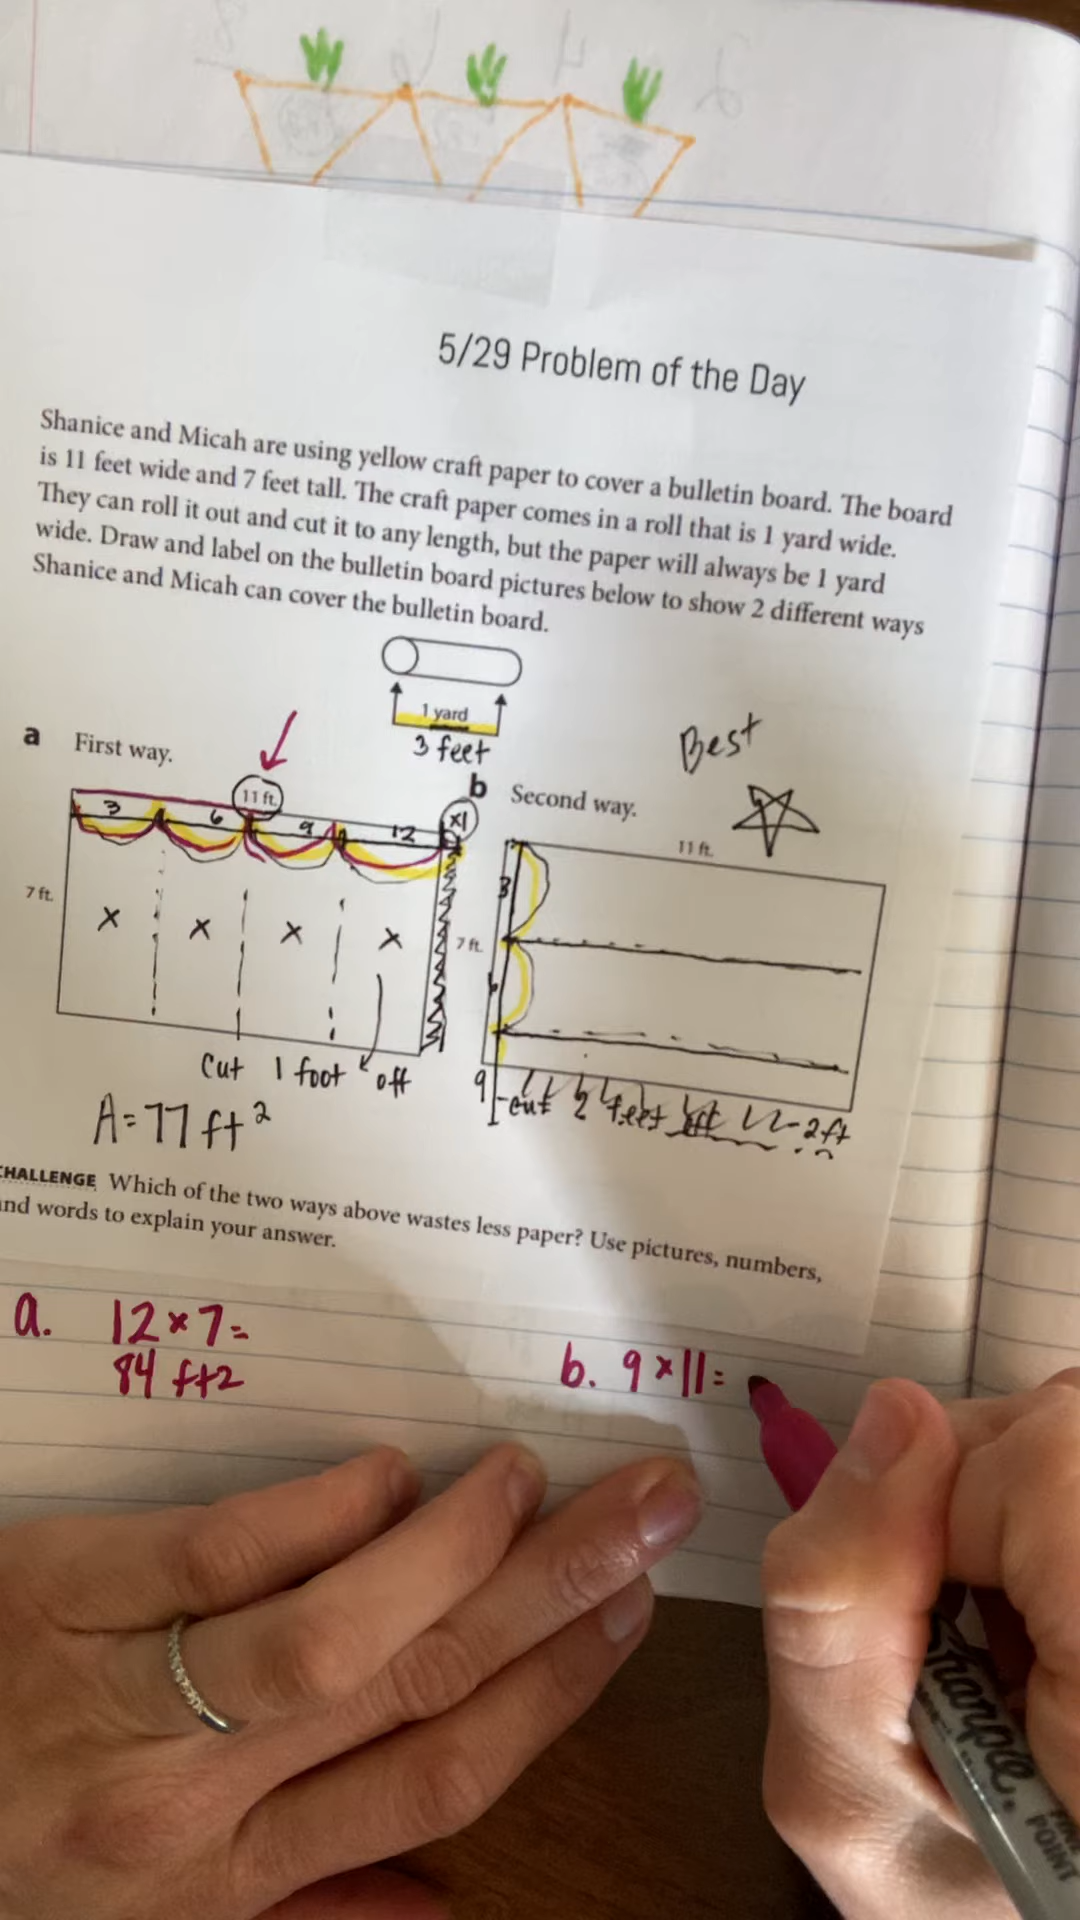 5/29 Problem of the Day
Shanice and Micah are using yellow craft paper to cover a bulletin board. The board
is 11 feet wide and 7 feet tall. The craft paper comes in a roll that is 1 yard wide.
They can roll it out and cut it to any length, but the paper will always be 1 yard
wide. Draw and label on the bulletin board pictures below to show 2 different ways
Shanice and Micah can cover the bulletin board.
1 yard
3 feet
Best
a First way.
b Second way.
11 ft.
3 6 9 12
x1
7 ft.
x x x x
cut 1 foot off
A=77 ft2
11 ft.
3
7 ft.
6
9
cut 2 feet
2ft
CHALLENGE Which of the two ways above wastes less paper? Use pictures, numbers,
and words to explain your answer.
a. 12×7=
84 ft2
b. 9×11=
Sharpie.
FINE
POINT